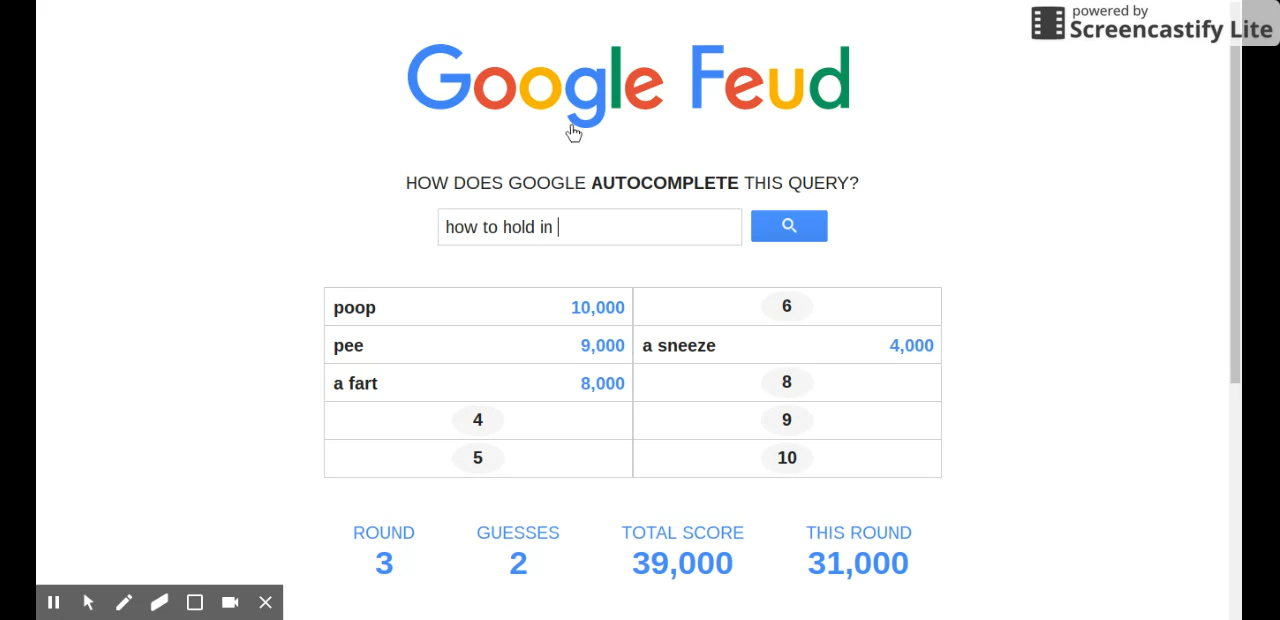 powered by
Screencastify Lite
Google Feud
HOW DOES GOOGLE AUTOCOMPLETE THIS QUERY?
how to hold in
poop 10,000 6
pee 9,000 a sneeze 4,000
a fart 8,000 8
4 9
5 10
ROUND GUESSES TOTAL SCORE THIS ROUND
3 2 39,000 31,000